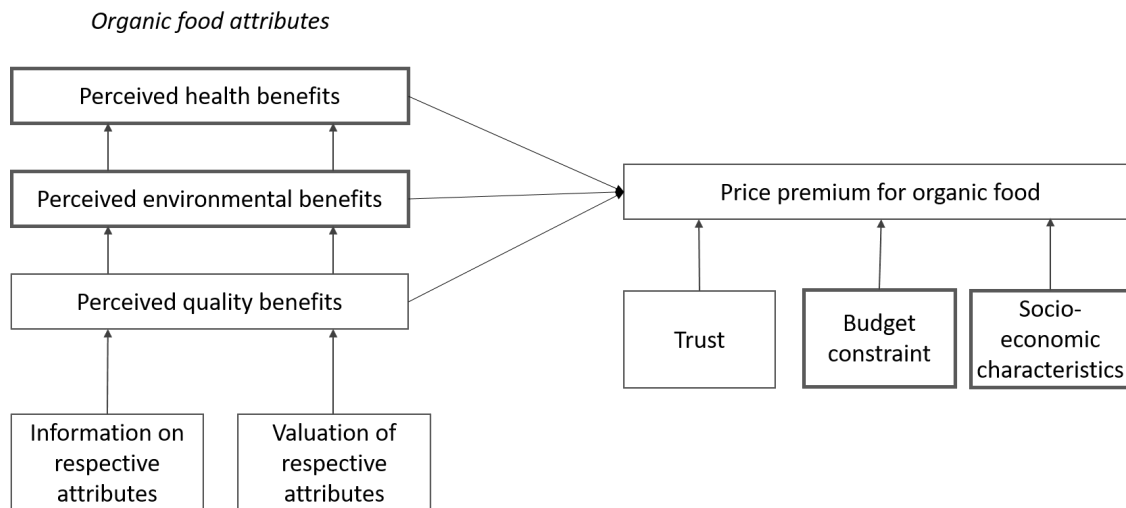 Organic food attributes
Perceived health benefits
Perceived environmental benefits
Perceived quality benefits
Information on
respective
attributes
Valuation of
respective
attributes
Price premium for organic food
Trust
Budget
constraint
Socio-
economic
characteristics